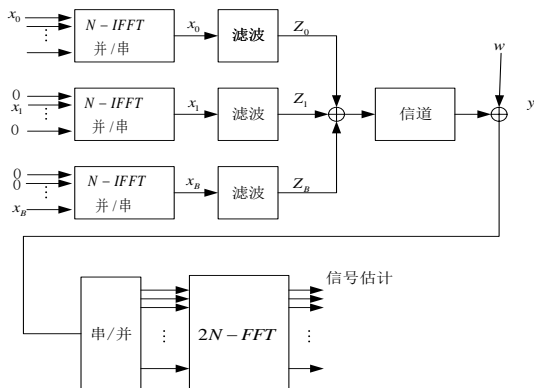 x₀
⋮
N-IFFT
并/串
x₀
滤波
Z₀
w
0
x₁
⋮
0
N-IFFT
并/串
x₁
滤波
Z₁
信道
y
0
0
⋮
x_B
N-IFFT
并/串
x_B
滤波
Z_B
串/并
⋮
2N-FFT
⋮
信号估计